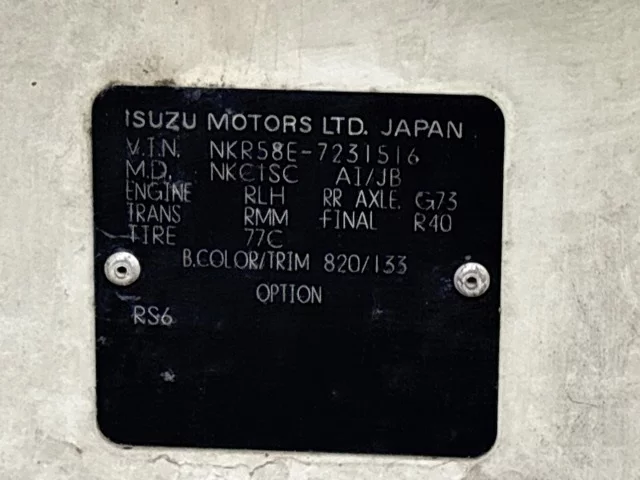 ISUZU MOTORS LTD. JAPAN
V.I.N. NKR58E-7231516
M.D. NKC1SC A1/JB
ENGINE RLH RR AXLE. G73
TRANS RMM FINAL R40
TIRE 77C
B.COLOR/TRIM 820/133
OPTION
RS6